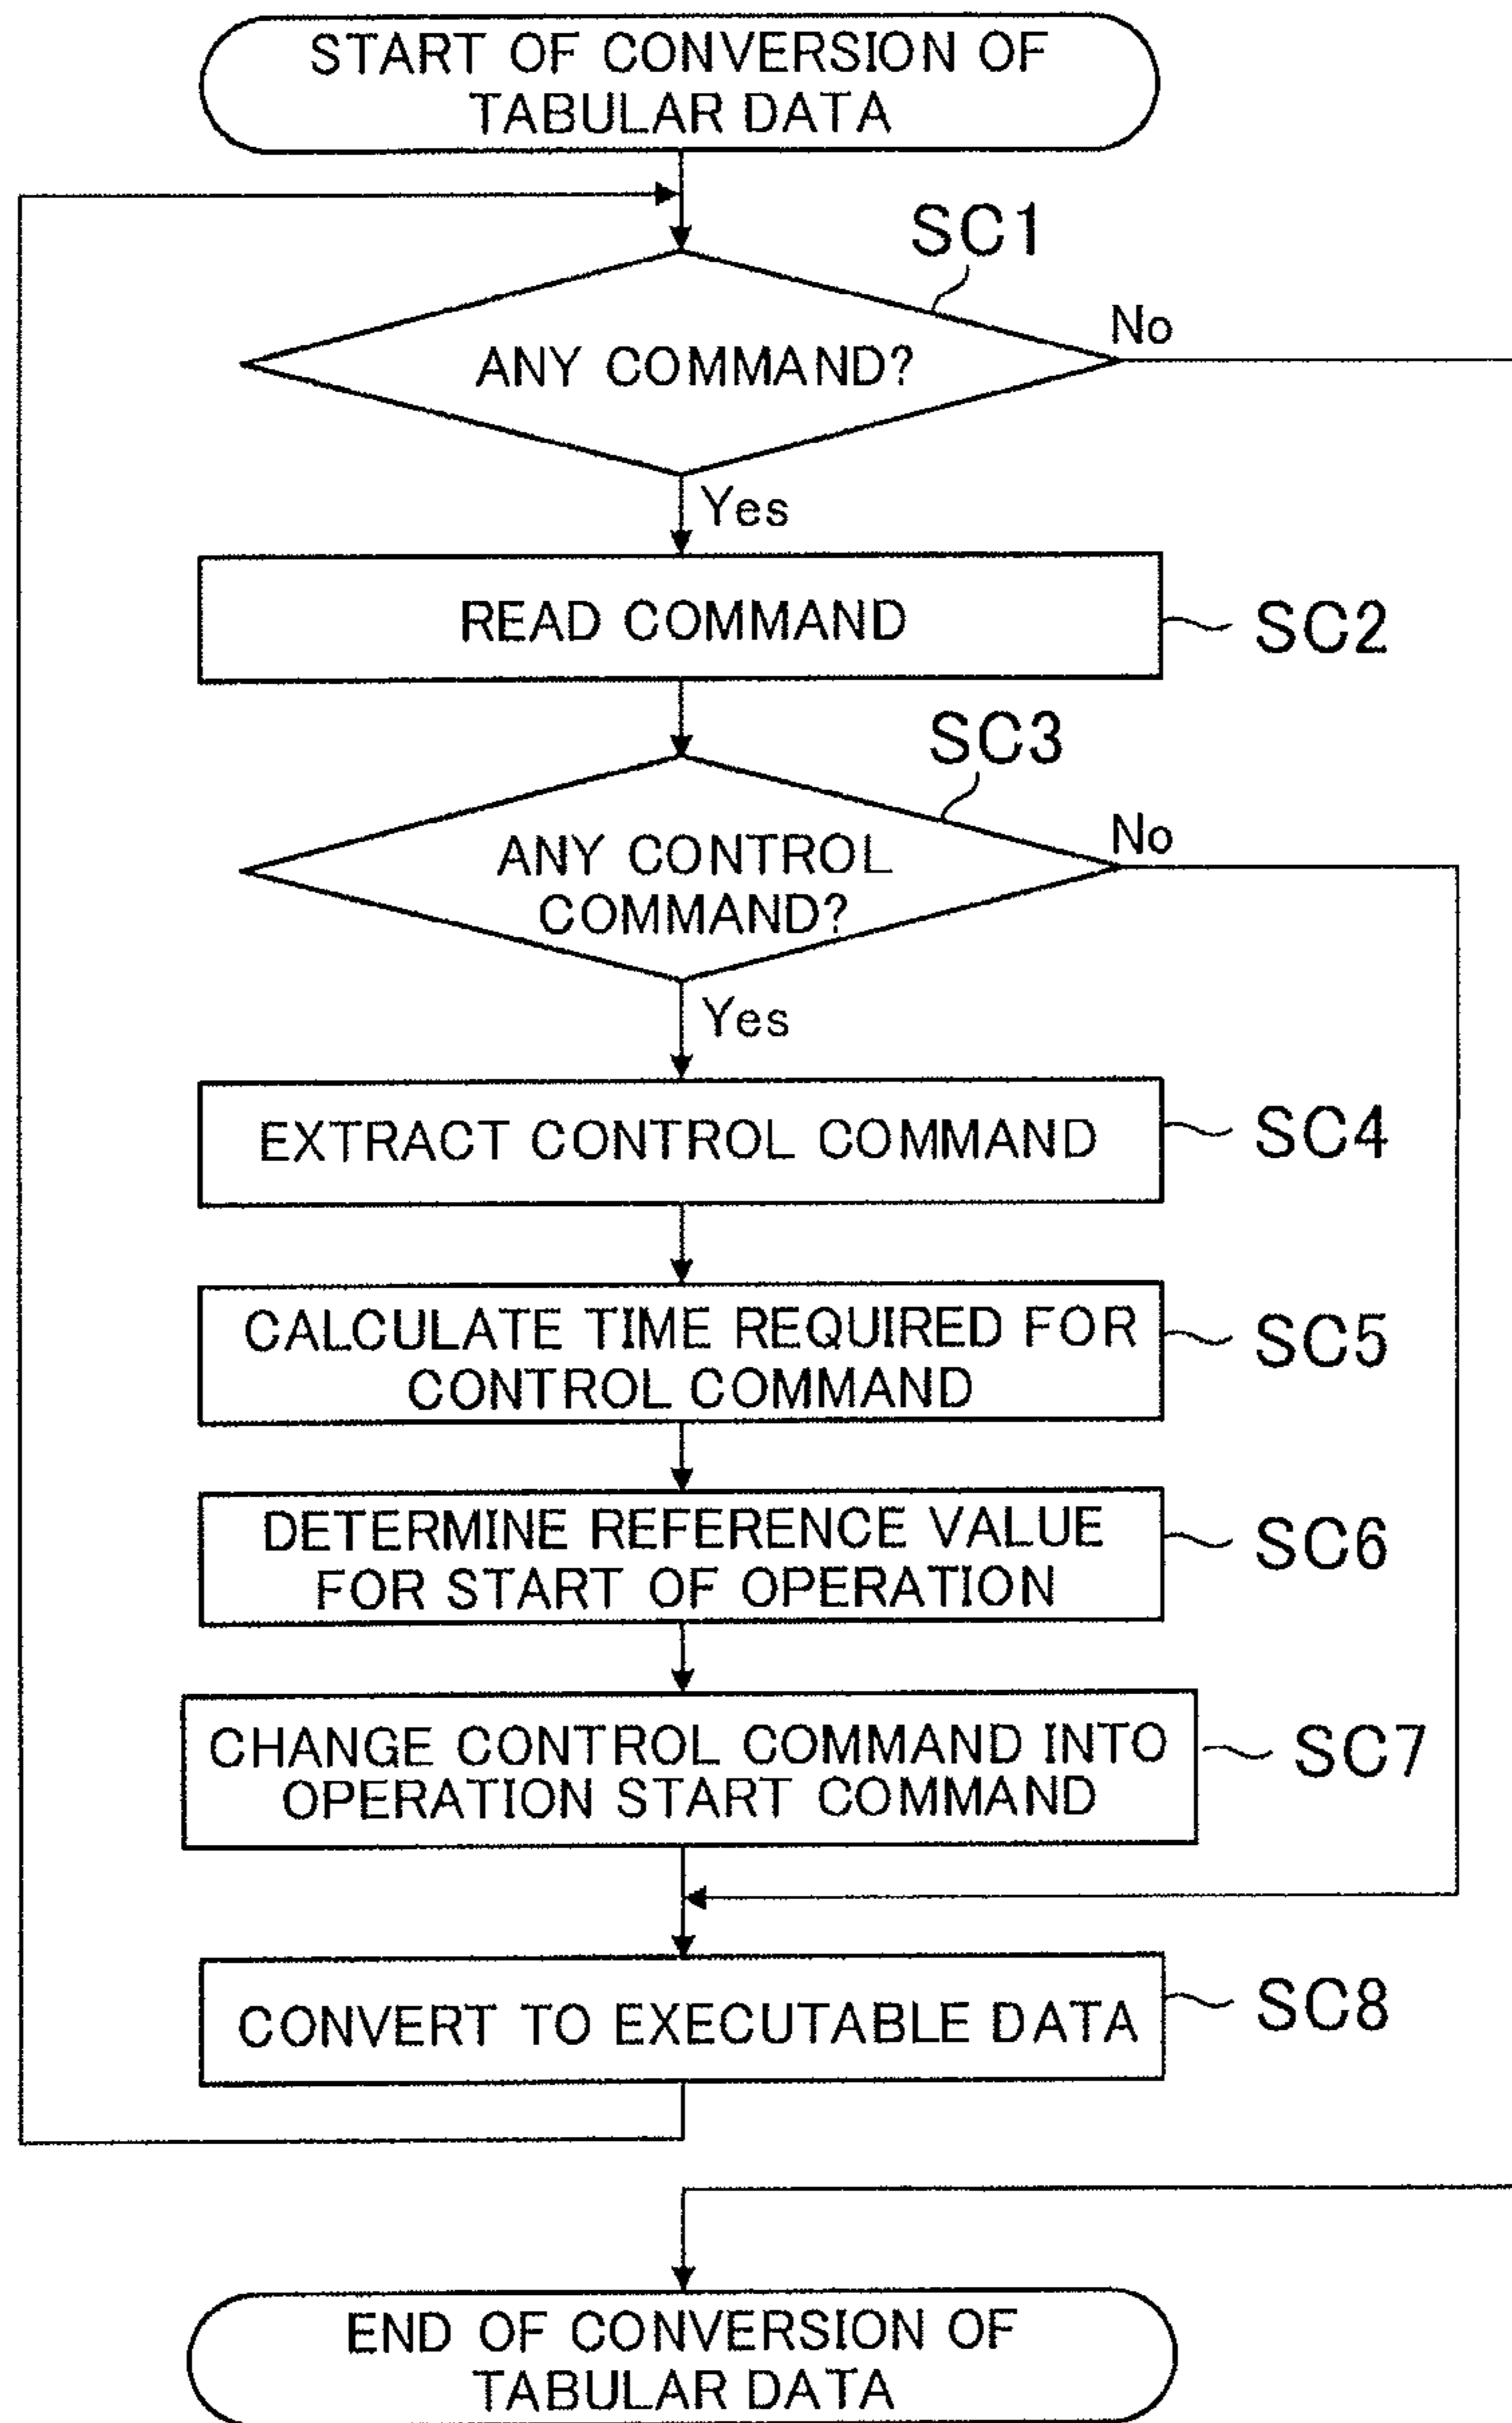 START OF CONVERSION OF
TABULAR DATA
SC1
No
ANY COMMAND?
Yes
READ COMMAND
SC2
SC3
No
ANY CONTROL
COMMAND?
Yes
EXTRACT CONTROL COMMAND
SC4
CALCULATE TIME REQUIRED FOR
CONTROL COMMAND
SC5
DETERMINE REFERENCE VALUE
FOR START OF OPERATION
SC6
CHANGE CONTROL COMMAND INTO
OPERATION START COMMAND
SC7
CONVERT TO EXECUTABLE DATA
SC8
END OF CONVERSION OF
TABULAR DATA